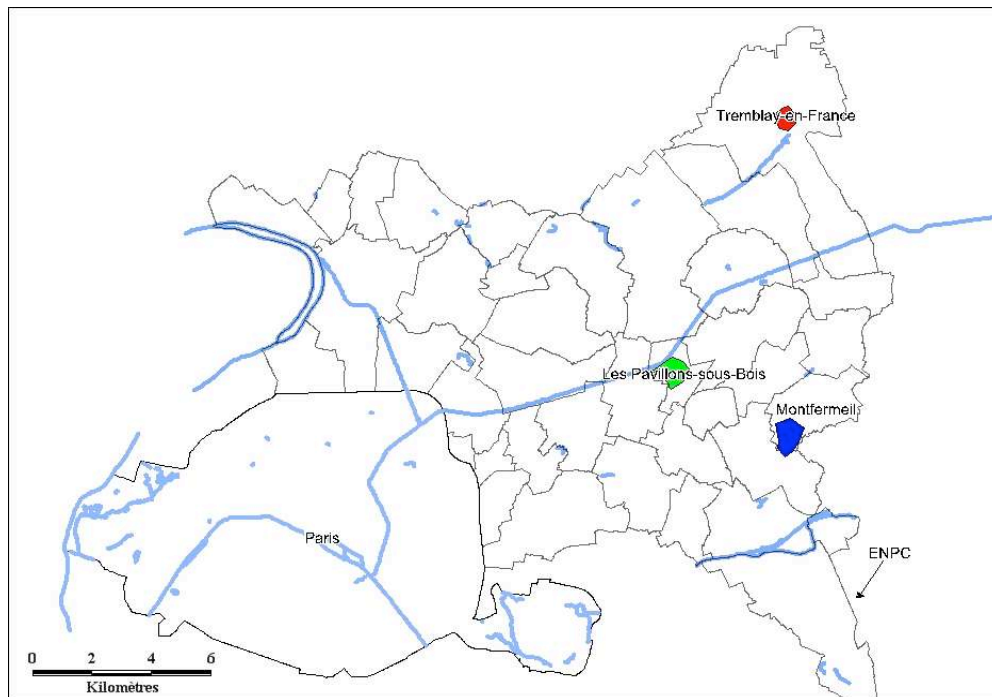 Tremblay-en-France
Les Pavillons-sous-Bois
Montfermeil
Paris
ENPC
0 2 4 6
Kilomètres